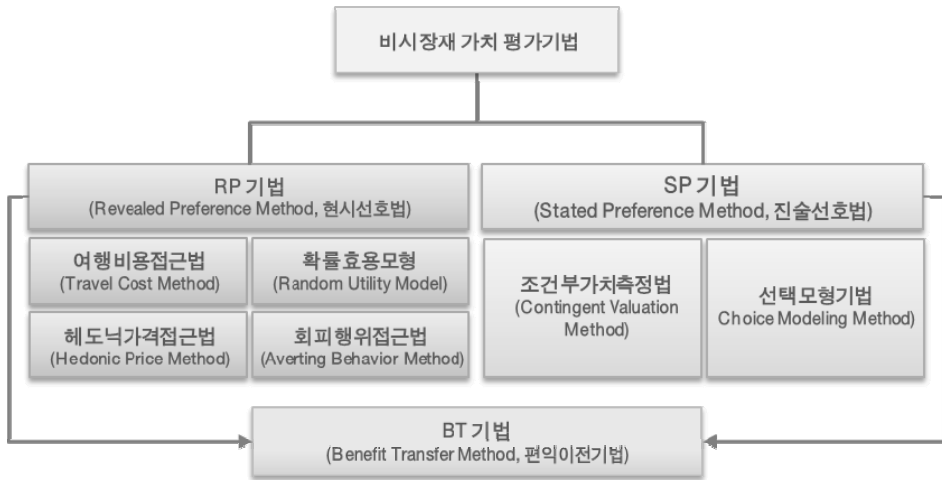 비시장재 가치 평가기법
RP 기법
(Revealed Preference Method, 현시선호법)
SP 기법
(Stated Preference Method, 진술선호법)
여행비용접근법
(Travel Cost Method)
확률효용모형
(Random Utility Model)
헤도닉가격접근법
(Hedonic Price Method)
회피행위접근법
(Averting Behavior Method)
조건부가치측정법
(Contingent Valuation
Method)
선택모형기법
Choice Modeling Method)
BT 기법
(Benefit Transfer Method, 편익이전기법)